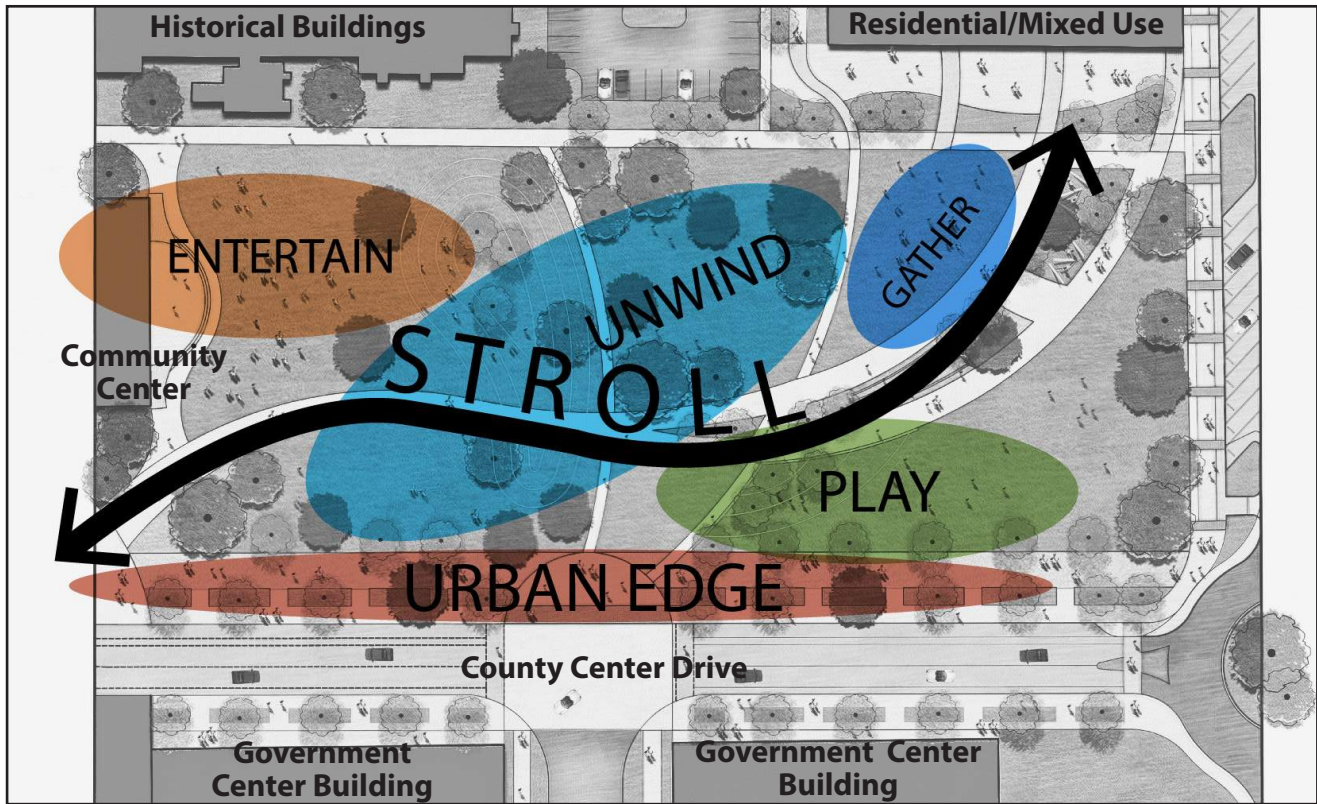 Historical Buildings
Residential/Mixed Use
ENTERTAIN
UNWIND
GATHER
STROLL
Community
Center
PLAY
URBAN EDGE
County Center Drive
Government
Center Building
Government Center
Building